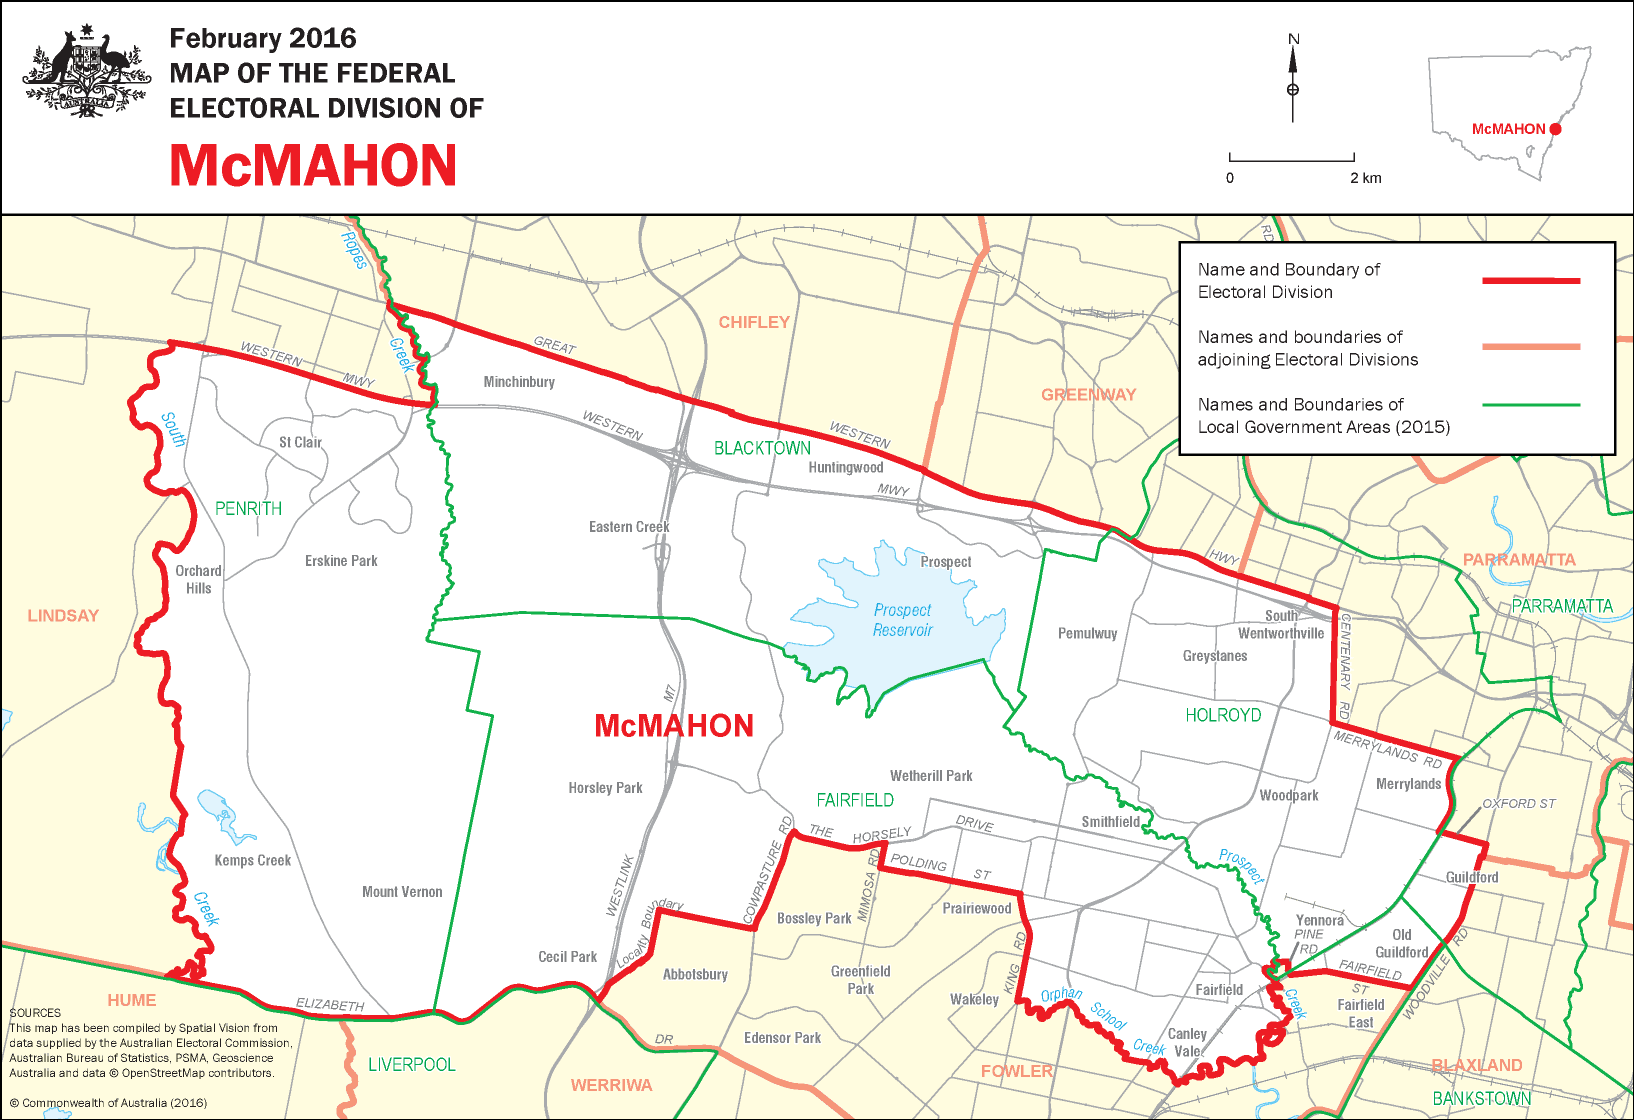 February 2016
MAP OF THE FEDERAL
ELECTORAL DIVISION OF
McMAHON
AUSTRALIA
N
0
2 km
McMAHON
Name and Boundary of
Electoral Division
Names and boundaries of
adjoining Electoral Divisions
Names and Boundaries of
Local Government Areas (2015)
RD
Ropes
Creek
CHIFLEY
GREAT
WESTERN
MWY
Minchinbury
GREENWAY
South
St Clair
WESTERN
BLACKTOWN
WESTERN
Huntingwood
MWY
PENRITH
Eastern Creek
Erskine Park
Orchard
Hills
Prospect
HWY
PARRAMATTA
PARRAMATTA
LINDSAY
Prospect
Reservoir
Pemulwuy
South
Wentworthville
Greystanes
CENTENARY
RD
M7
McMAHON
HOLROYD
MERRYLANDS RD
Horsley Park
Wetherill Park
FAIRFIELD
Woodpark
Merrylands
OXFORD ST
Smithfield
THE
HORSELY
DRIVE
COWPASTURE
RD
MIMOSA RD
POLDING
ST
Prospect
Creek
Kemps Creek
Creek
Mount Vernon
WESTLINK
Locality Boundary
Bossley Park
Prairiewood
Guildford
Yennora
PINE
RD
Old
Guildford
Cecil Park
Abbotsbury
Greenfield
Park
KING
RD
Wakeley
Orphan
School
Creek
Fairfield
FAIRFIELD
ST
Fairfield
East
WOODVILLE
RD
Canley
Vale
HUME
ELIZABETH
DR
Edensor Park
LIVERPOOL
WERRIWA
FOWLER
BLAXLAND
BANKSTOWN
SOURCES
This map has been compiled by Spatial Vision from
data supplied by the Australian Electoral Commission,
Australian Bureau of Statistics, PSMA, Geoscience
Australia and data © OpenStreetMap contributors.
© Commonwealth of Australia (2016)